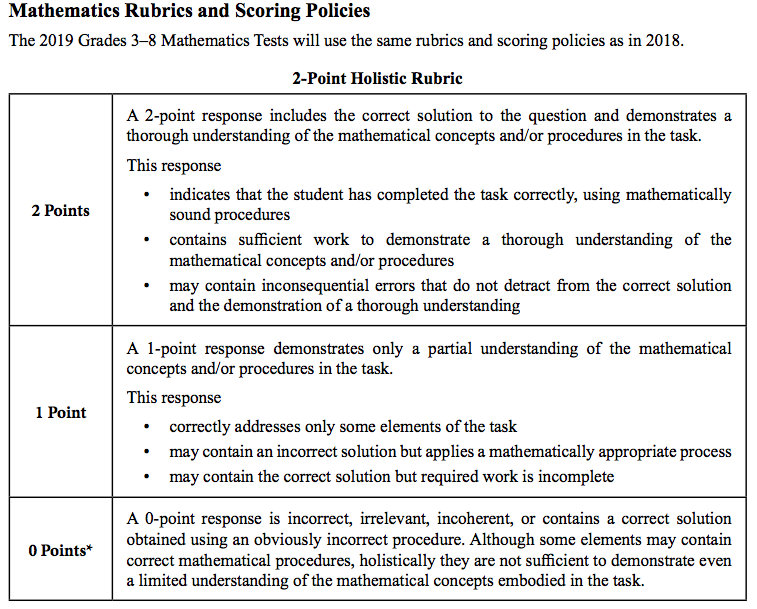 Mathematics Rubrics and Scoring Policies
The 2019 Grades 3–8 Mathematics Tests will use the same rubrics and scoring policies as in 2018.
2-Point Holistic Rubric
2 Points
A 2-point response includes the correct solution to the question and demonstrates a
thorough understanding of the mathematical concepts and/or procedures in the task.
This response
• indicates that the student has completed the task correctly, using mathematically
sound procedures
• contains sufficient work to demonstrate a thorough understanding of the
mathematical concepts and/or procedures
• may contain inconsequential errors that do not detract from the correct solution
and the demonstration of a thorough understanding
1 Point
A 1-point response demonstrates only a partial understanding of the mathematical
concepts and/or procedures in the task.
This response
• correctly addresses only some elements of the task
• may contain an incorrect solution but applies a mathematically appropriate process
• may contain the correct solution but required work is incomplete
0 Points*
A 0-point response is incorrect, irrelevant, incoherent, or contains a correct solution
obtained using an obviously incorrect procedure. Although some elements may contain
correct mathematical procedures, holistically they are not sufficient to demonstrate even
a limited understanding of the mathematical concepts embodied in the task.